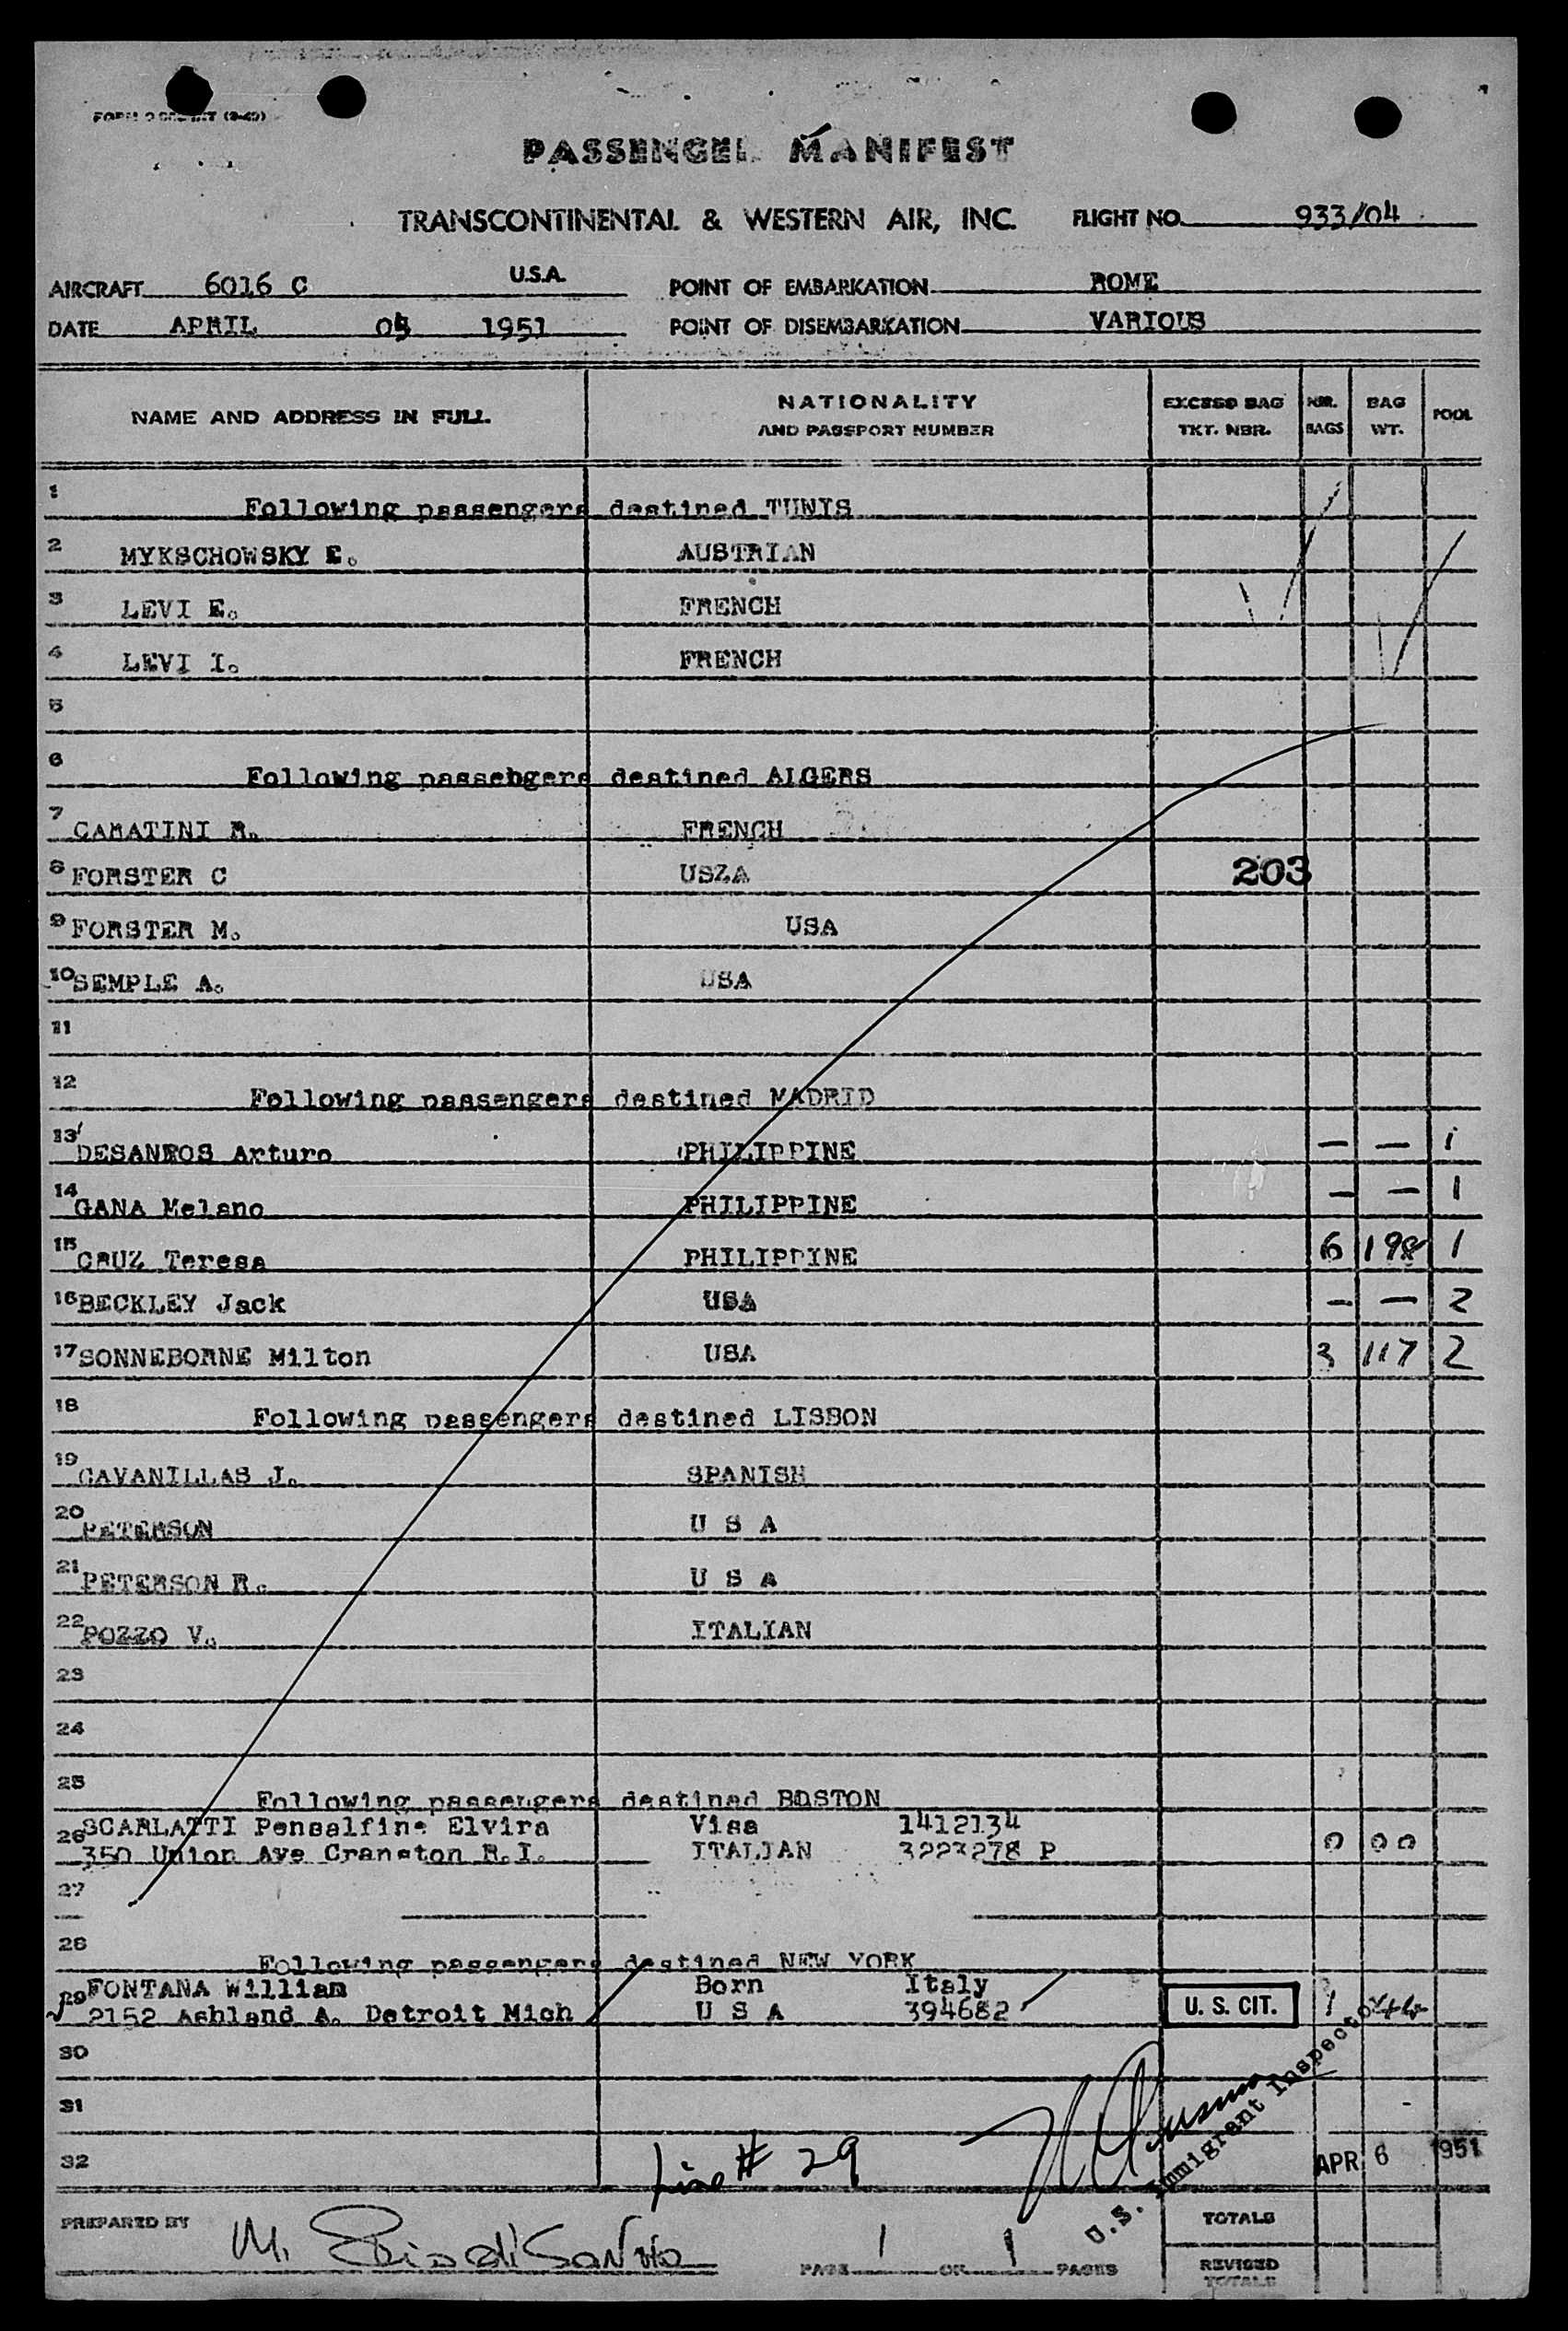 PASSENGER MANIFEST
TRANSCONTINENTAL & WESTERN AIR, INC. FLIGHT NO. 933/04
AIRCRAFT 6016 C U.S.A. POINT OF EMBARKATION ROME
DATE APRIL 1951 POINT OF DISEMBARKATION VARIOUS
NAME AND ADDRESS IN FULL. NATIONALITY AND PASSPORT NUMBER EXCESS BAG TKT. NBR. NBR. BAGS BAG WT. POOL
1 Following passengers destined TUNIS
2 MYKSCHOWSKY E. AUSTRIAN
3 LEVI E. FRENCH
4 LEVI I. FRENCH
5
6 Following passebgers destined ALGERS
7 CAMATINI R. FRENCH
8 FORSTER C USZA 203
9 FORSTER M. USA
10 SEMPLE A. USA
11
12 Following passengers destined MADRID
13 Arturo PHILIPPINE — — 1
14 GANA Melano PHILIPPINE — — 1
15 CRUZ Teresa PHILIPPINE 6 198 1
16 BECKLEY Jack USA — — 2
17 SONNEBORNE Milton USA 3 117 2
18 Following passengers destined LISBON
19 CAVANILLAS J. SPANISH
20 PETERSON U S A
21 PETERSON R. U S A
22 POZZO V. ITALIAN
23
24
25 Following passengers destined BOSTON
SCARLATTI Pensalfine Elvira Visa 1412134
26 350 Union Ave Cranston R.I. ITALIAN 3223278 P 0 00
27
28 Following passengers destined NEW YORK
FONTANA William Born Italy
29 2152 Ashland A. Detroit Mich U S A 394682 U. S. CIT. 1 44
30
31
32 Line # 29 U.S. Immigrant Inspector APR 6 1951
PREPARED BY M. PAGE 1 OF 1 PAGES TOTALS
REVISED TOTALS